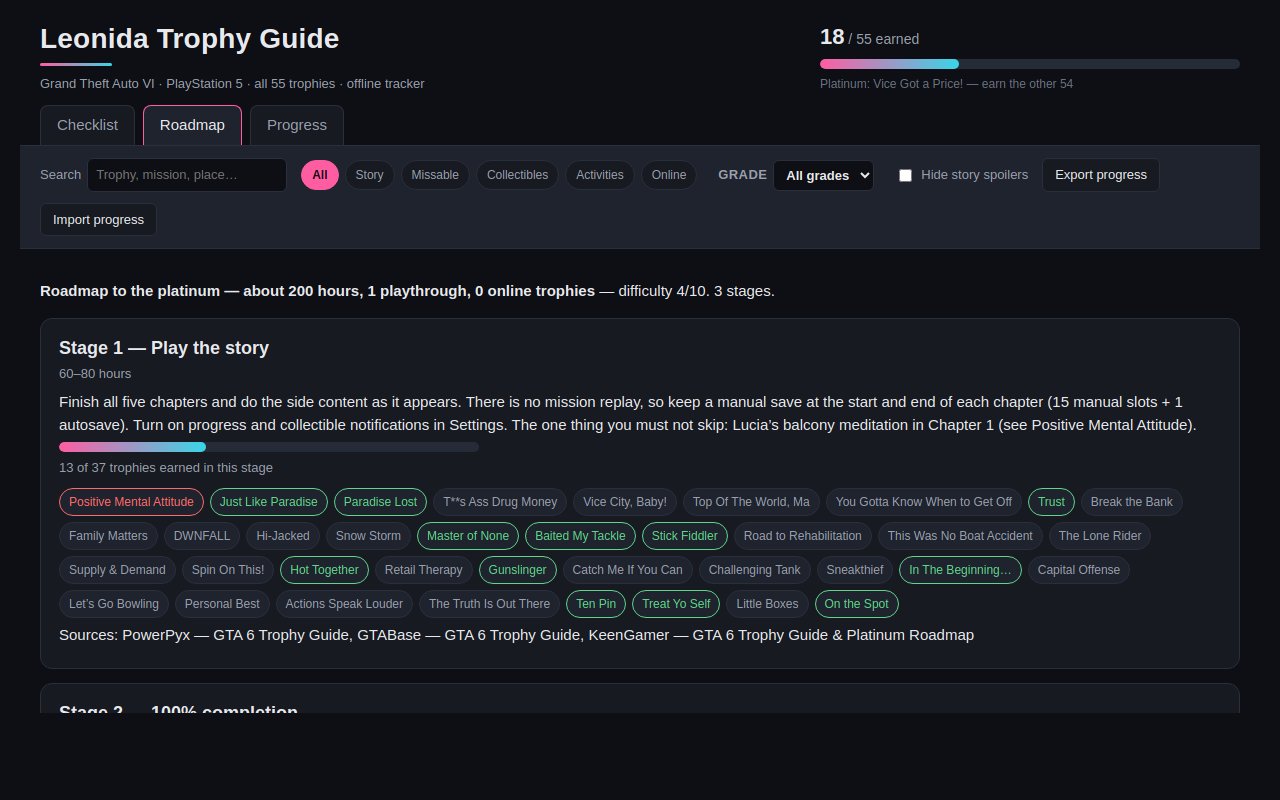 Leonida Trophy Guide
18 / 55 earned
Grand Theft Auto VI · PlayStation 5 · all 55 trophies · offline tracker
Platinum: Vice Got a Price! — earn the other 54
Checklist Roadmap Progress
Search Trophy, mission, place… All Story Missable Collectibles Activities Online GRADE All grades Hide story spoilers Export progress
Import progress
Roadmap to the platinum — about 200 hours, 1 playthrough, 0 online trophies — difficulty 4/10. 3 stages.
Stage 1 — Play the story
60–80 hours
Finish all five chapters and do the side content as it appears. There is no mission replay, so keep a manual save at the start and end of each chapter (15 manual slots + 1
autosave). Turn on progress and collectible notifications in Settings. The one thing you must not skip: Lucia's balcony meditation in Chapter 1 (see Positive Mental Attitude).
13 of 37 trophies earned in this stage
Positive Mental Attitude Just Like Paradise Paradise Lost T**s Ass Drug Money Vice City, Baby! Top Of The World, Ma You Gotta Know When to Get Off Trust Break the Bank
Family Matters DWNFALL Hi-Jacked Snow Storm Master of None Baited My Tackle Stick Fiddler Road to Rehabilitation This Was No Boat Accident The Lone Rider
Supply & Demand Spin On This! Hot Together Retail Therapy Gunslinger Catch Me If You Can Challenging Tank Sneakthief In The Beginning… Capital Offense
Let's Go Bowling Personal Best Actions Speak Louder The Truth Is Out There Ten Pin Treat Yo Self Little Boxes On the Spot
Sources: PowerPyx — GTA 6 Trophy Guide, GTABase — GTA 6 Trophy Guide, KeenGamer — GTA 6 Trophy Guide & Platinum Roadmap
Stage 2 — 100% completion